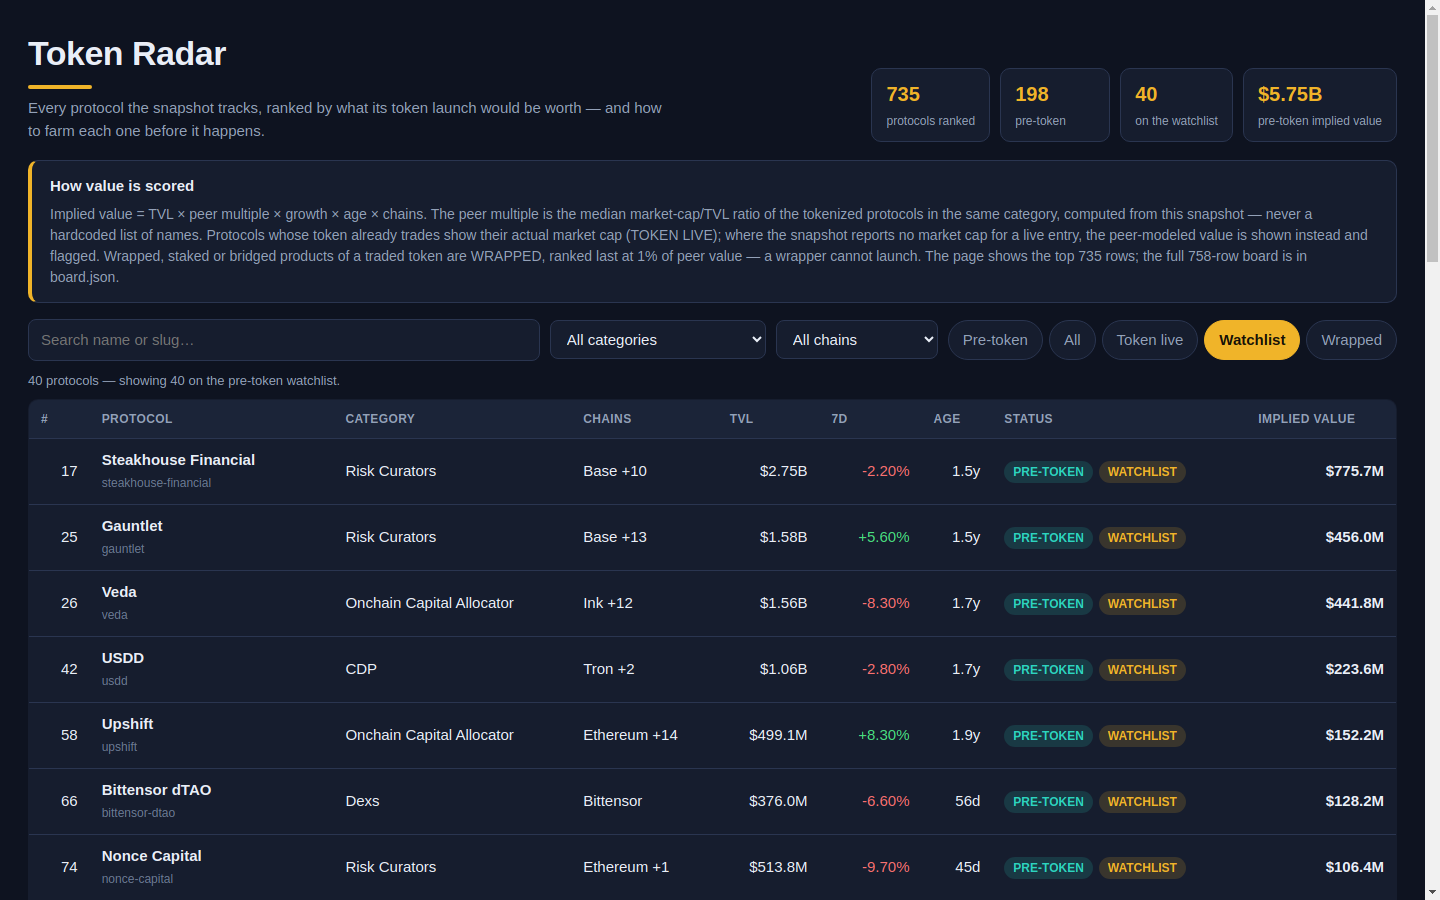 Token Radar
Every protocol the snapshot tracks, ranked by what its token launch would be worth — and how
to farm each one before it happens.
735
protocols ranked
198
pre-token
40
on the watchlist
$5.75B
pre-token implied value
How value is scored
Implied value = TVL × peer multiple × growth × age × chains. The peer multiple is the median market-cap/TVL ratio of the tokenized protocols in the same category, computed from this snapshot — never a
hardcoded list of names. Protocols whose token already trades show their actual market cap (TOKEN LIVE); where the snapshot reports no market cap for a live entry, the peer-modeled value is shown instead and
flagged. Wrapped, staked or bridged products of a traded token are WRAPPED, ranked last at 1% of peer value — a wrapper cannot launch. The page shows the top 735 rows; the full 758-row board is in
board.json.
Search name or slug… All categories All chains Pre-token All Token live Watchlist Wrapped
40 protocols — showing 40 on the pre-token watchlist.
# PROTOCOL CATEGORY CHAINS TVL 7D AGE STATUS IMPLIED VALUE
17 Steakhouse Financial Risk Curators Base +10 $2.75B -2.20% 1.5y PRE-TOKEN WATCHLIST $775.7M
steakhouse-financial
25 Gauntlet Risk Curators Base +13 $1.58B +5.60% 1.5y PRE-TOKEN WATCHLIST $456.0M
gauntlet
26 Veda Onchain Capital Allocator Ink +12 $1.56B -8.30% 1.7y PRE-TOKEN WATCHLIST $441.8M
veda
42 USDD CDP Tron +2 $1.06B -2.80% 1.7y PRE-TOKEN WATCHLIST $223.6M
usdd
58 Upshift Onchain Capital Allocator Ethereum +14 $499.1M +8.30% 1.9y PRE-TOKEN WATCHLIST $152.2M
upshift
66 Bittensor dTAO Dexs Bittensor $376.0M -6.60% 56d PRE-TOKEN WATCHLIST $128.2M
bittensor-dtao
74 Nonce Capital Risk Curators Ethereum +1 $513.8M -9.70% 45d PRE-TOKEN WATCHLIST $106.4M
nonce-capital